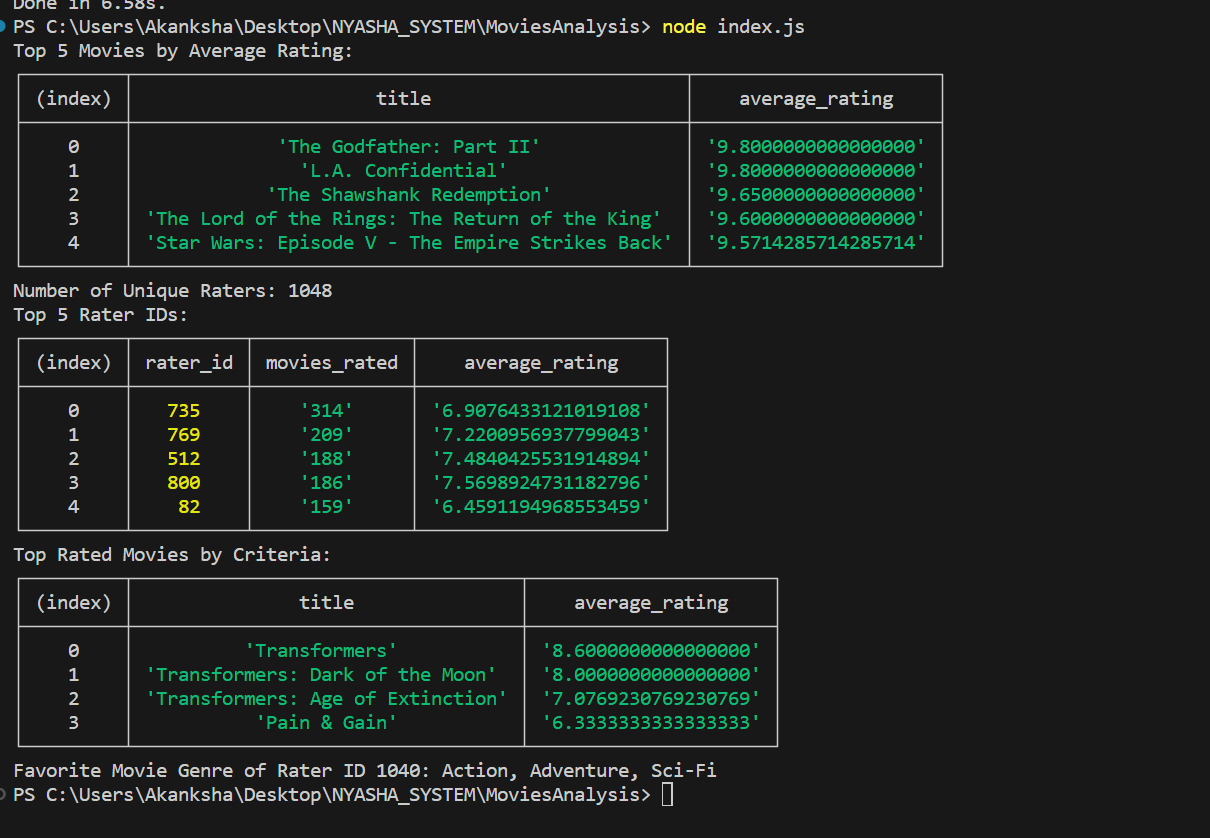 Done in 6.58s.
PS C:\Users\Akanksha\Desktop\NYASHA_SYSTEM\MoviesAnalysis> node index.js
Top 5 Movies by Average Rating:
(index) title average_rating
0 'The Godfather: Part II' '9.8000000000000000'
1 'L.A. Confidential' '9.8000000000000000'
2 'The Shawshank Redemption' '9.6500000000000000'
3 'The Lord of the Rings: The Return of the King' '9.6000000000000000'
4 'Star Wars: Episode V - The Empire Strikes Back' '9.5714285714285714'
Number of Unique Raters: 1048
Top 5 Rater IDs:
(index) rater_id movies_rated average_rating
0 735 '314' '6.9076433121019108'
1 769 '209' '7.2200956937799043'
2 512 '188' '7.4840425531914894'
3 800 '186' '7.5698924731182796'
4 82 '159' '6.4591194968553459'
Top Rated Movies by Criteria:
(index) title average_rating
0 'Transformers' '8.6000000000000000'
1 'Transformers: Dark of the Moon' '8.0000000000000000'
2 'Transformers: Age of Extinction' '7.0769230769230769'
3 'Pain & Gain' '6.3333333333333333'
Favorite Movie Genre of Rater ID 1040: Action, Adventure, Sci-Fi
PS C:\Users\Akanksha\Desktop\NYASHA_SYSTEM\MoviesAnalysis>